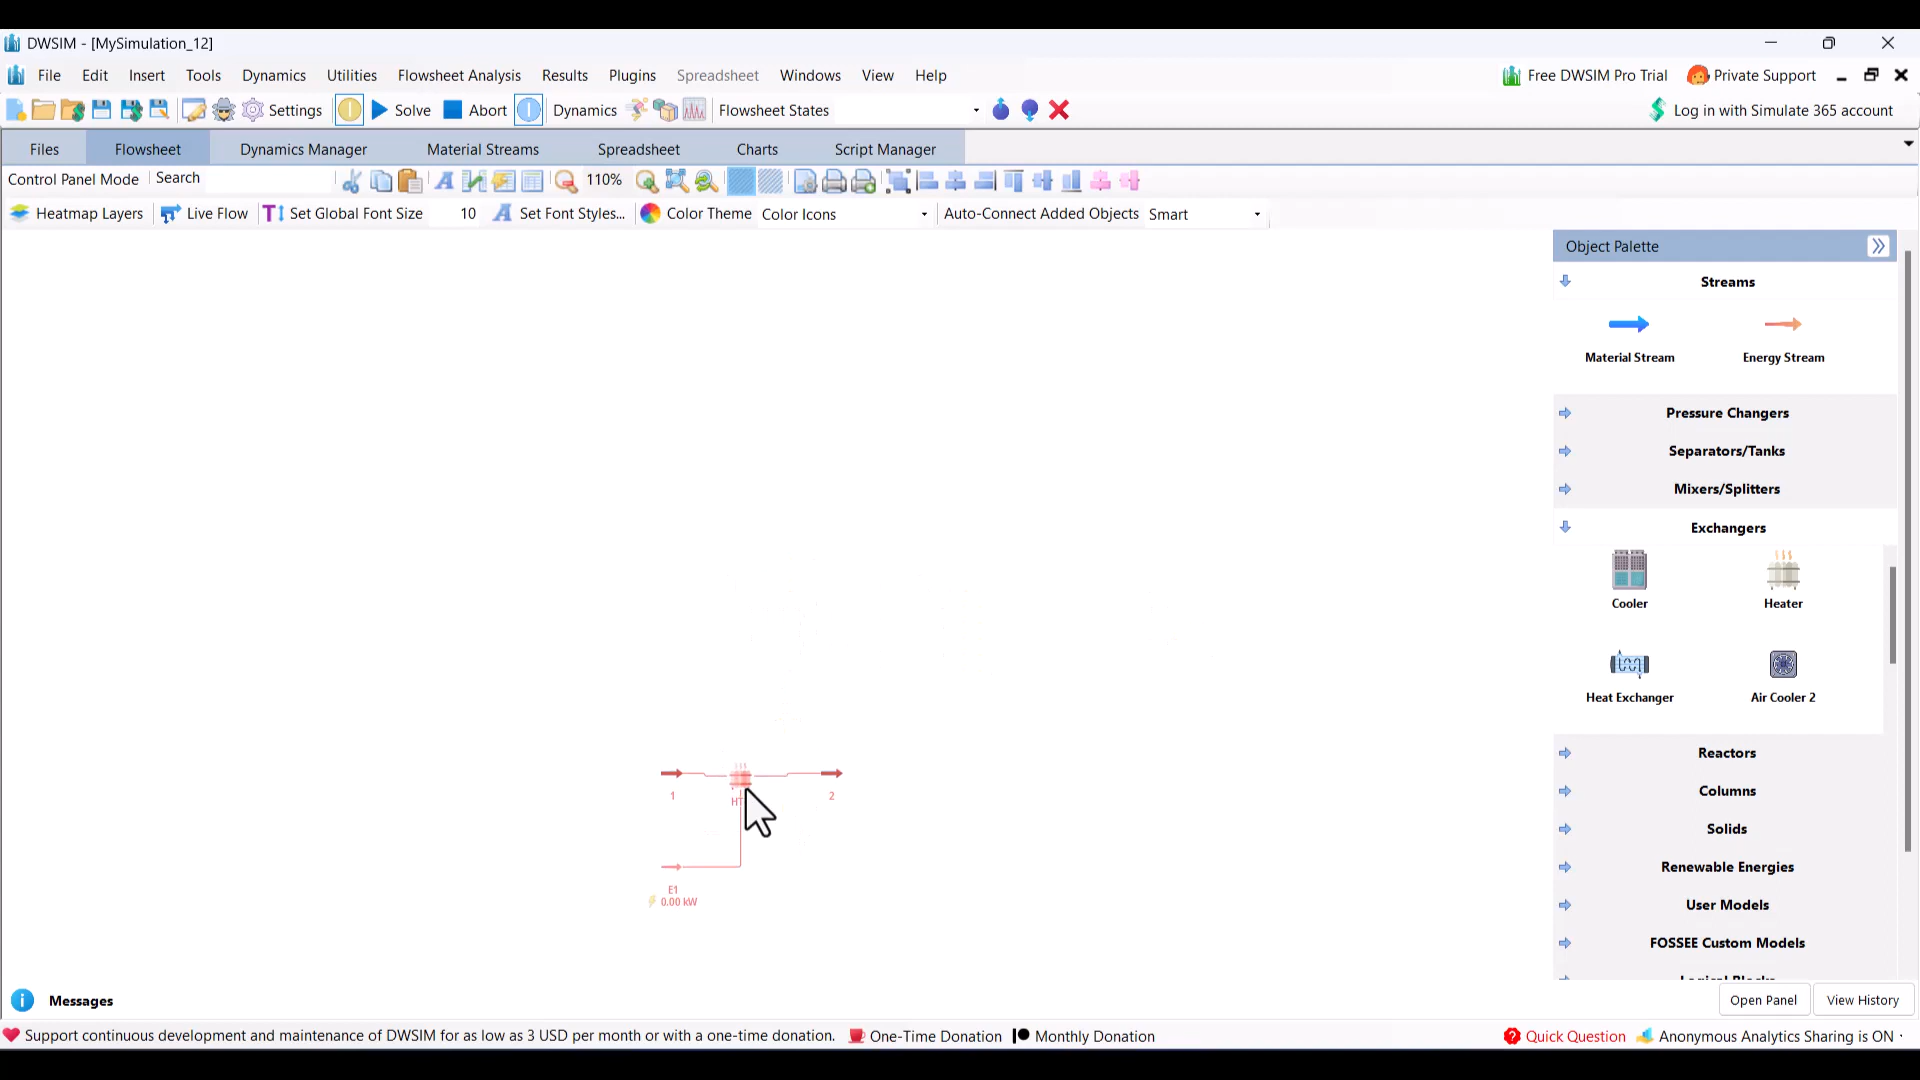 DWSIM - [MySimulation_12]
File Edit Insert Tools Dynamics Utilities Flowsheet Analysis Results Plugins Spreadsheet Windows View Help Free DWSIM Pro Trial Private Support
Settings Solve Abort Dynamics Flowsheet States Log in with Simulate 365 account
Files Flowsheet Dynamics Manager Material Streams Spreadsheet Charts Script Manager
Control Panel Mode Search 110%
Heatmap Layers Live Flow Set Global Font Size 10 Set Font Styles... Color Theme Color Icons Auto-Connect Added Objects Smart
Object Palette
Streams
Material Stream Energy Stream
Pressure Changers
Separators/Tanks
Mixers/Splitters
Exchangers
Cooler Heater
Heat Exchanger Air Cooler 2
Reactors
Columns
Solids
Renewable Energies
User Models
FOSSEE Custom Models
1 2
E1
0.00 kW
Messages Open Panel View History
Support continuous development and maintenance of DWSIM for as low as 3 USD per month or with a one-time donation. One-Time Donation Monthly Donation Quick Question Anonymous Analytics Sharing is ON